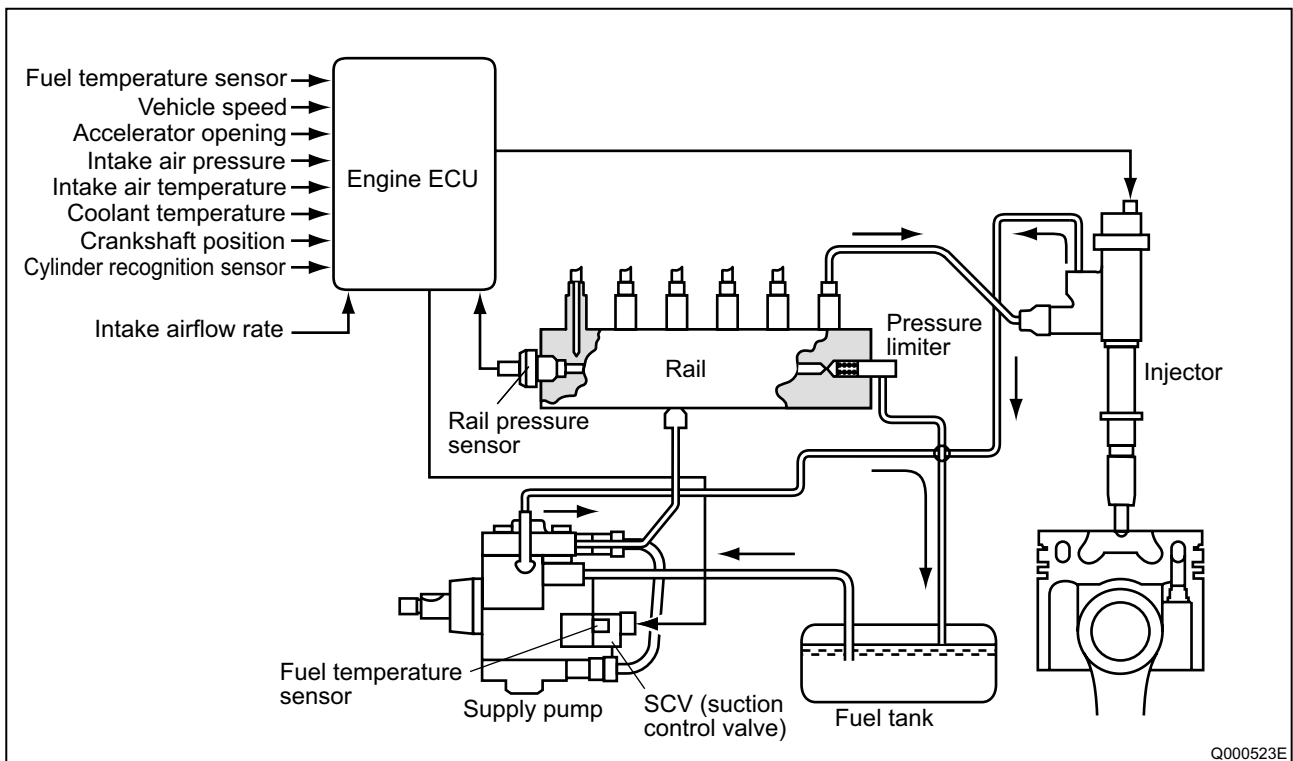 Fuel temperature sensor
Vehicle speed
Accelerator opening
Intake air pressure
Intake air temperature
Coolant temperature
Crankshaft position
Cylinder recognition sensor
Intake airflow rate
Engine ECU
Rail
Pressure
limiter
Injector
Rail pressure
sensor
Fuel temperature
sensor
Supply pump
SCV (suction
control valve)
Fuel tank
Q000523E